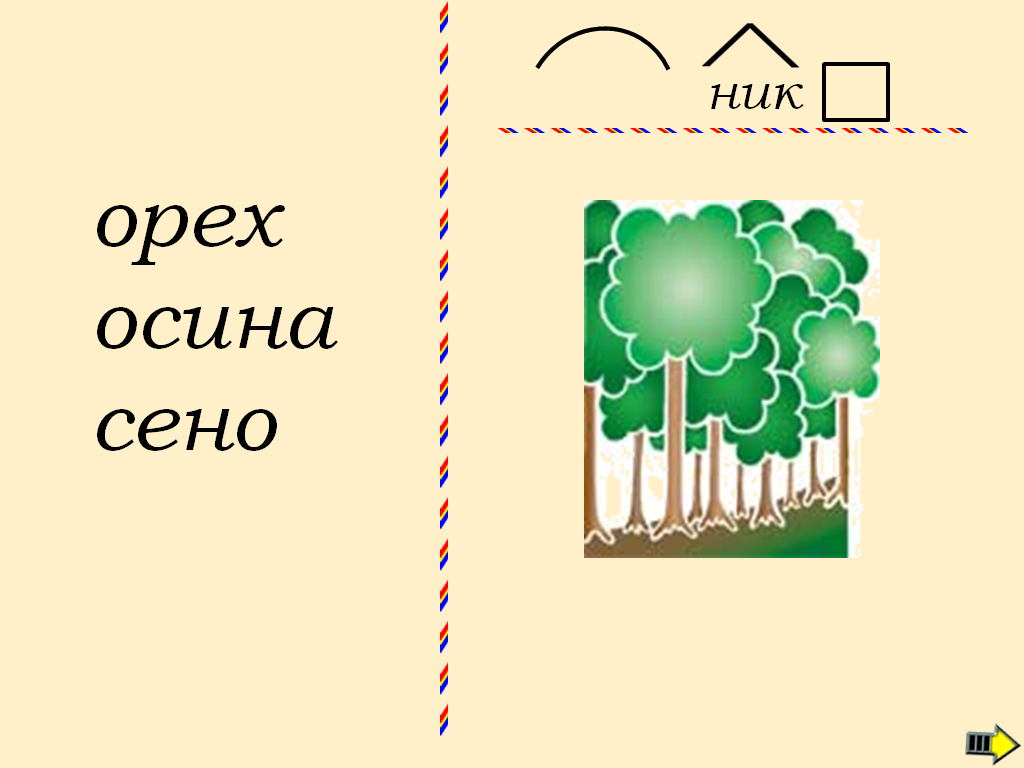 орех
осина
сено
ник